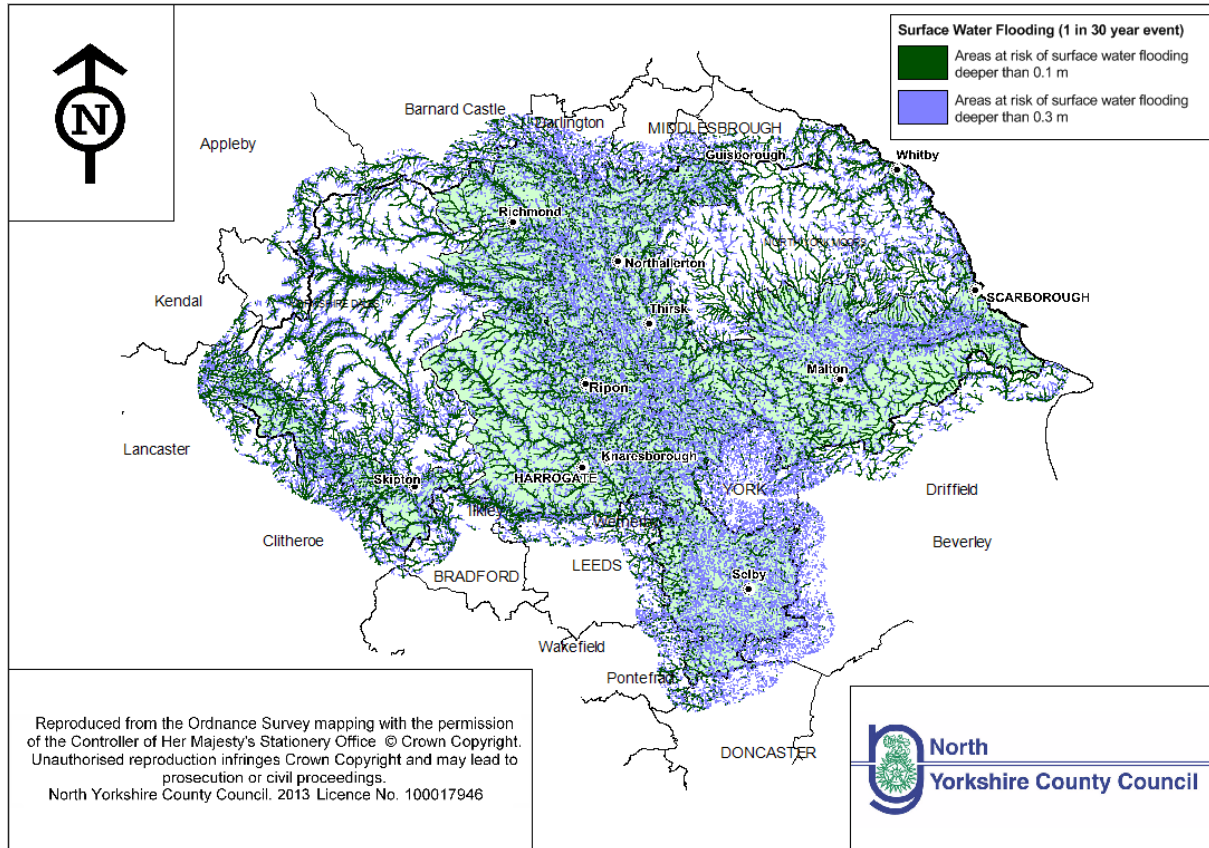 N
Surface Water Flooding (1 in 30 year event)
Areas at risk of surface water flooding
deeper than 0.1 m
Areas at risk of surface water flooding
deeper than 0.3 m
Barnard Castle
Darlington
MIDDLESBROUGH
Appleby
Guisborough
Whitby
Richmond
NORTH YORK MOORS
Northallerton
Kendal
SCARBOROUGH
Thirsk
Malton
Ripon
Lancaster
Knaresborough
HARROGATE
Skipton
YORK
Driffield
Ilkley
Clitheroe
Beverley
LEEDS
BRADFORD
Selby
Wakefield
Pontefrac
DONCASTER
Reproduced from the Ordnance Survey mapping with the permission
of the Controller of Her Majesty's Stationery Office © Crown Copyright.
Unauthorised reproduction infringes Crown Copyright and may lead to
prosecution or civil proceedings.
North Yorkshire County Council. 2013 Licence No. 100017946
North
Yorkshire County Council